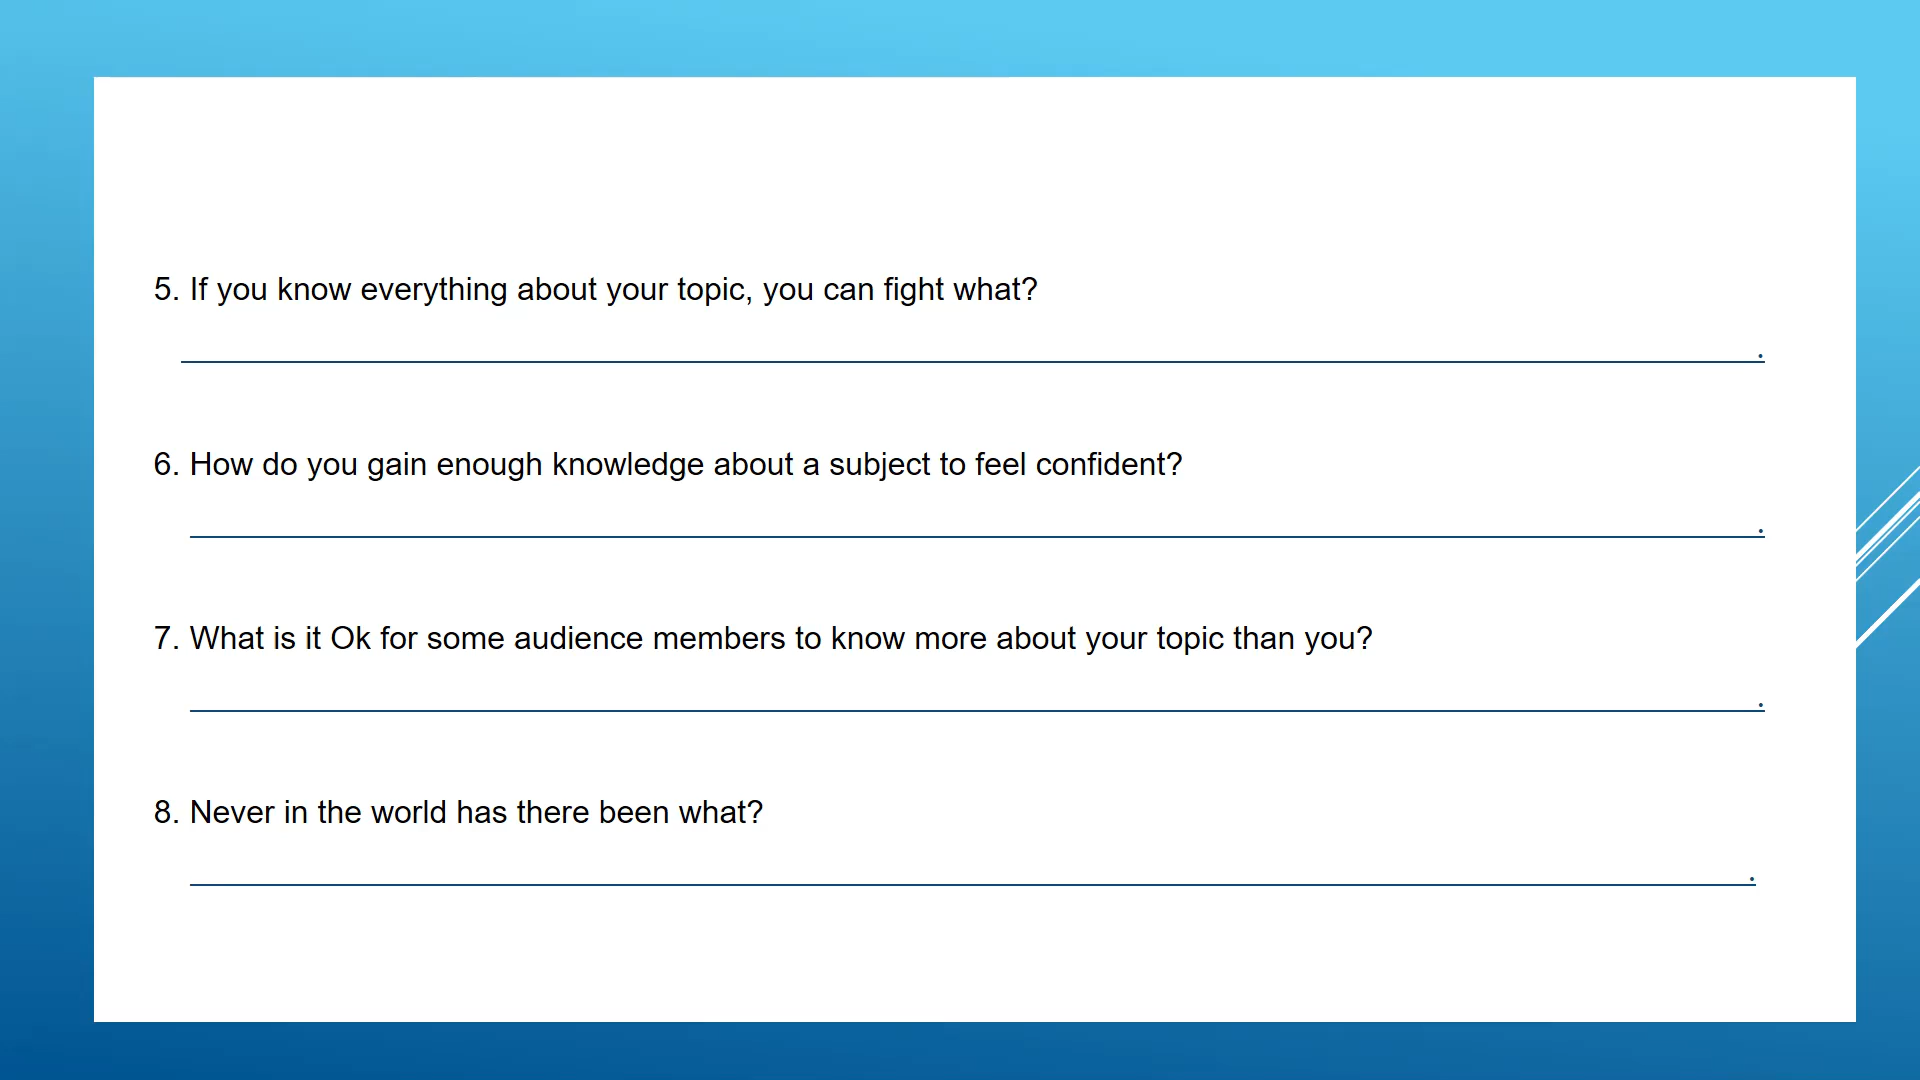 5. If you know everything about your topic, you can fight what?
.
6. How do you gain enough knowledge about a subject to feel confident?
.
7. What is it Ok for some audience members to know more about your topic than you?
.
8. Never in the world has there been what?
.